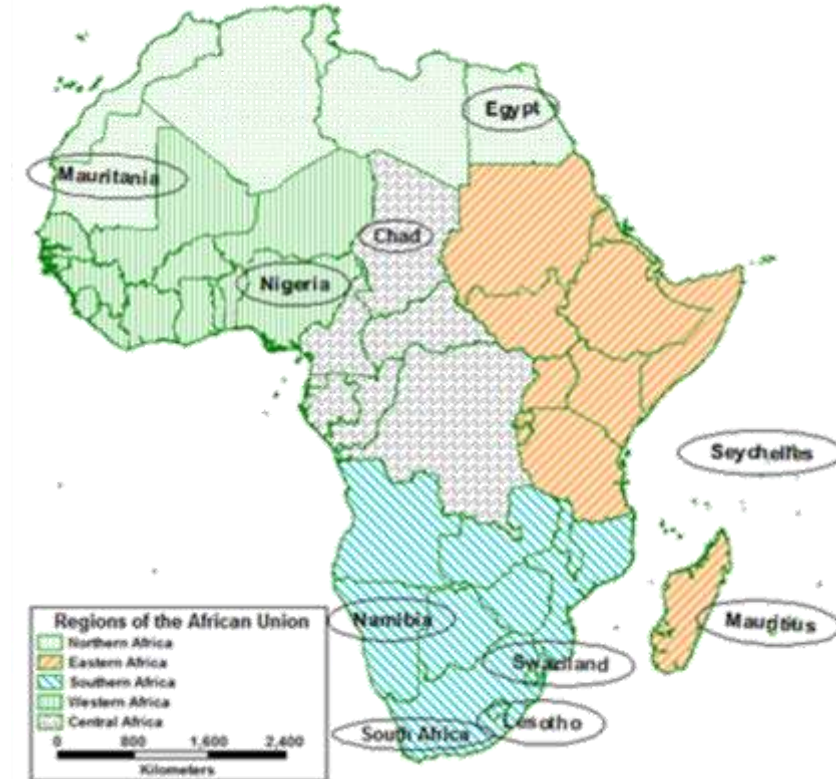 Egypt
Mauritania
Chad
Nigeria
Seychelles
Namibia
Mauritius
Swaziland
Lesotho
South Africa
Regions of the African Union
Northern Africa
Eastern Africa
Southern Africa
Western Africa
Central Africa
0 800 1,600 2,400
Kilometers